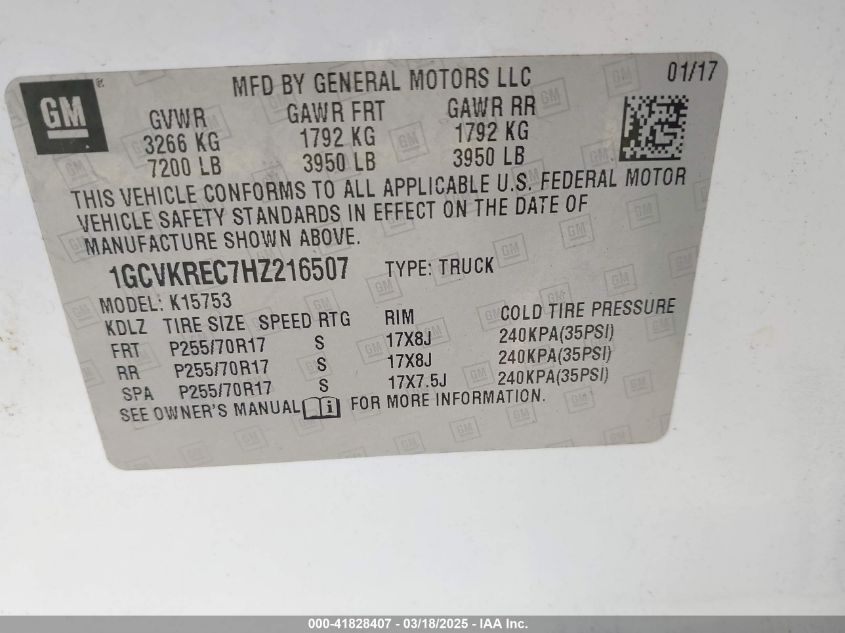 GM
MFD BY GENERAL MOTORS LLC 01/17
GVWR GAWR FRT GAWR RR
3266 KG 1792 KG 1792 KG
7200 LB 3950 LB 3950 LB
THIS VEHICLE CONFORMS TO ALL APPLICABLE U.S. FEDERAL MOTOR
VEHICLE SAFETY STANDARDS IN EFFECT ON THE DATE OF
MANUFACTURE SHOWN ABOVE.
1GCVKREC7HZ216507 TYPE: TRUCK
MODEL: K15753
KDLZ TIRE SIZE SPEED RTG RIM COLD TIRE PRESSURE
FRT P255/70R17 S 17X8J 240KPA(35PSI)
RR P255/70R17 S 17X8J 240KPA(35PSI)
SPA P255/70R17 S 17X7.5J 240KPA(35PSI)
SEE OWNER'S MANUAL i FOR MORE INFORMATION.
000-41828407 - 03/18/2025 - IAA Inc.